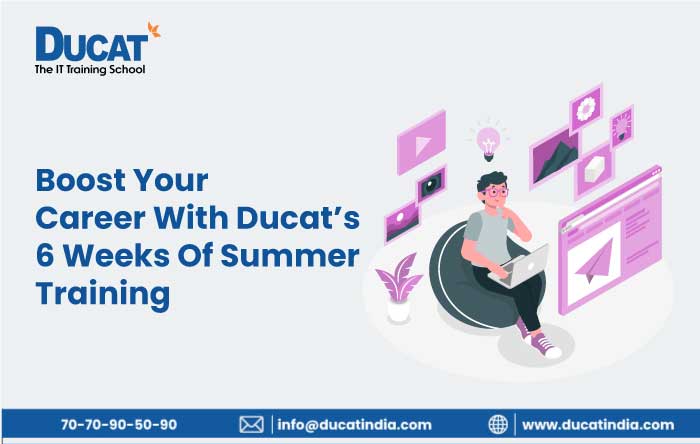 DUCAT
The IT Training School
Boost Your
Career With Ducat’s
6 Weeks Of Summer
Training
70-70-90-50-90
info@ducatindia.com
www.ducatindia.com